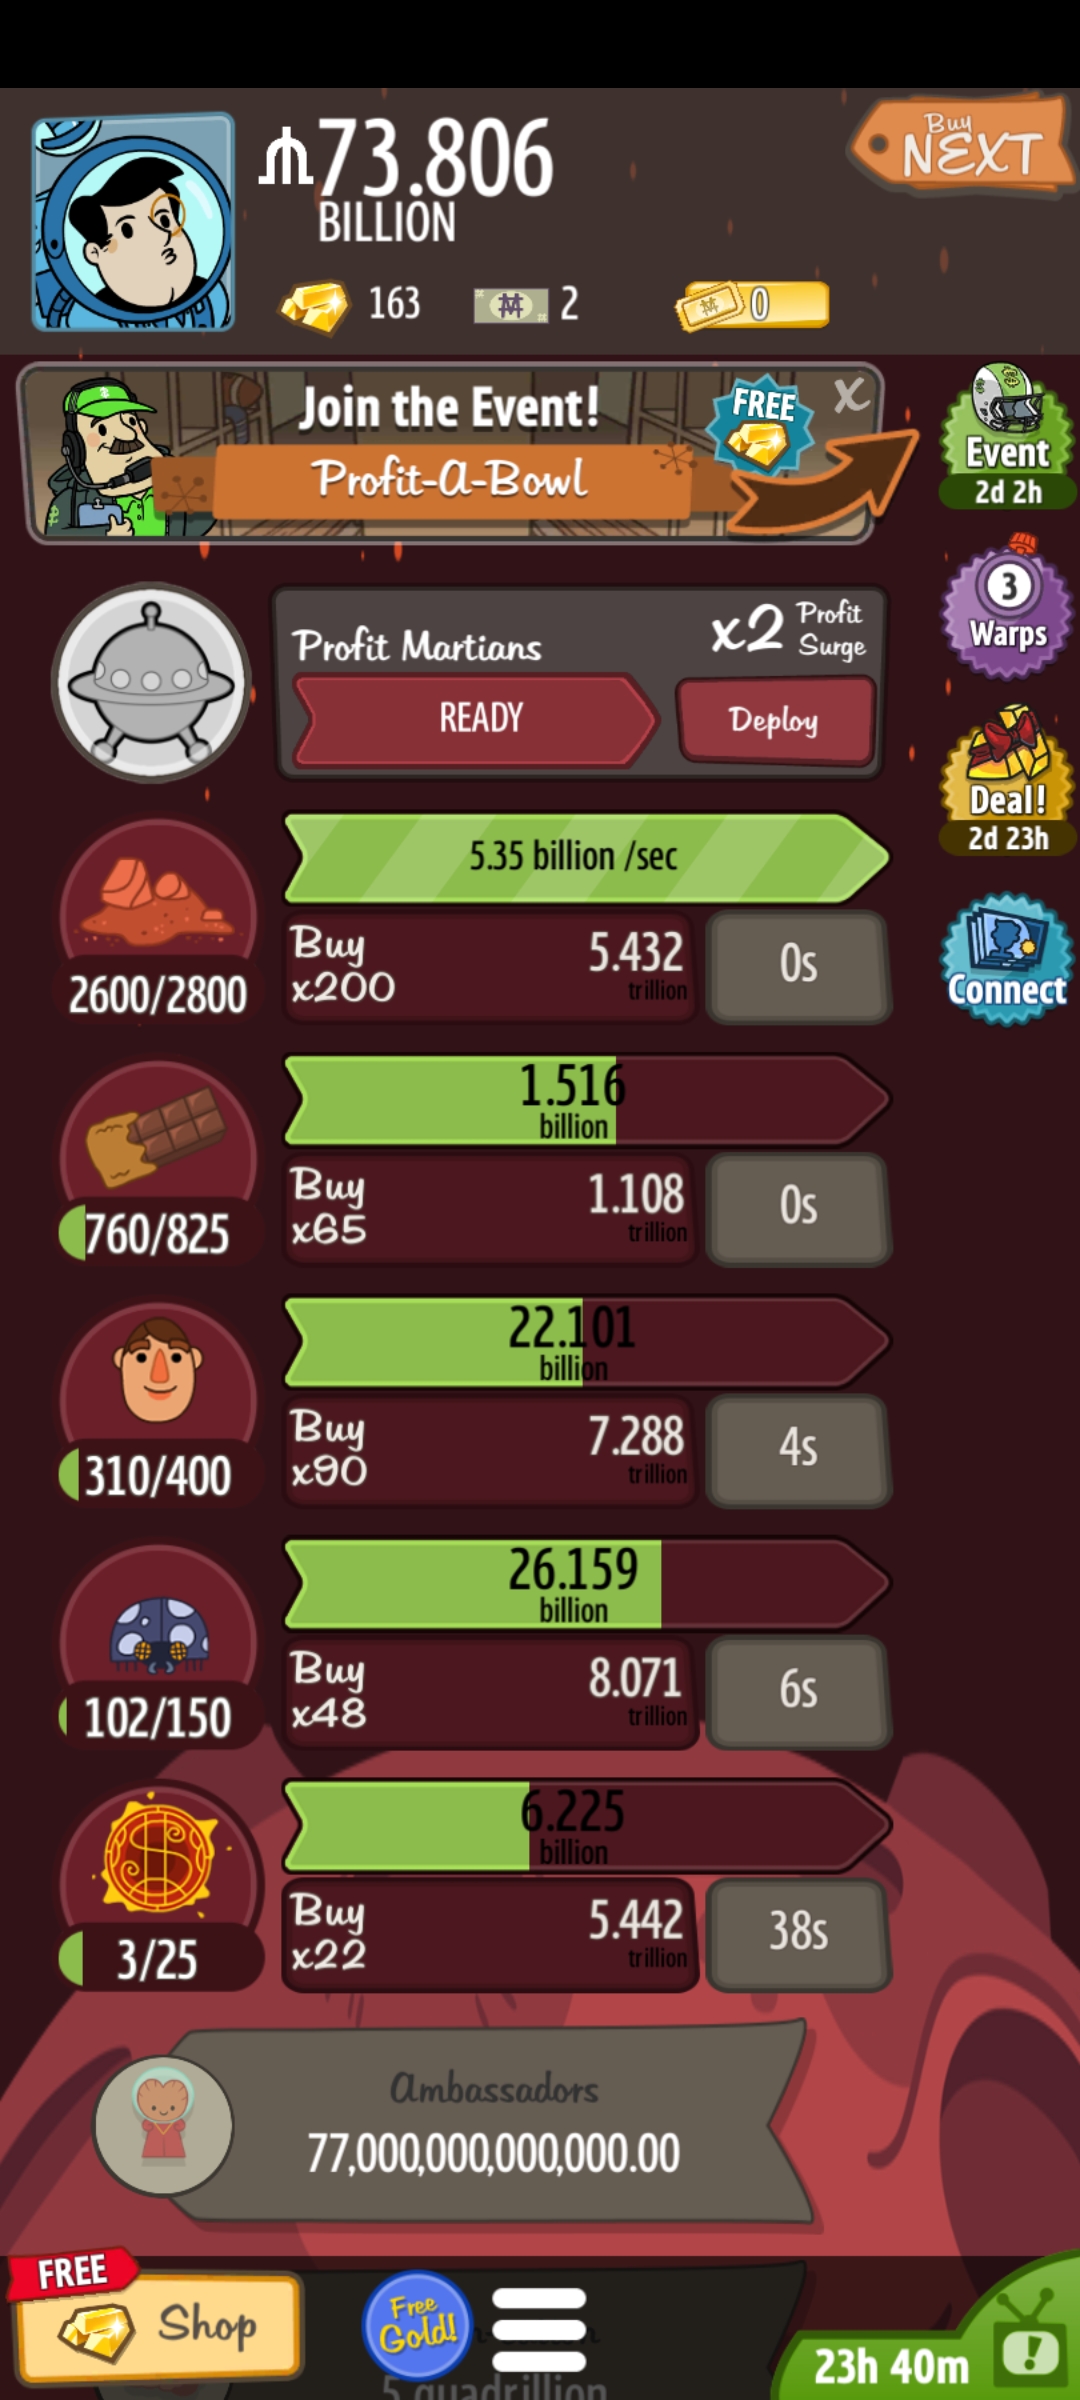 73.806
BILLION
Buy
NEXT
163
2
0
Join the Event!
FREE
X
Profit-A-Bowl
Event
2d 2h
3
Warps
Profit Martians
x2 Profit
Surge
READY
Deploy
Deal!
2d 23h
5.35 billion /sec
Buy
x200
5.432
trillion
0s
2600/2800
Connect
1.516
billion
Buy
x65
1.108
trillion
0s
760/825
22.101
billion
Buy
x90
7.288
trillion
4s
310/400
26.159
billion
Buy
x48
8.071
trillion
6s
102/150
6.225
billion
Buy
x22
5.442
trillion
38s
3/25
Ambassadors
77,000,000,000,000.00
FREE
Shop
Free
Gold!
5 quadrillion
23h 40m